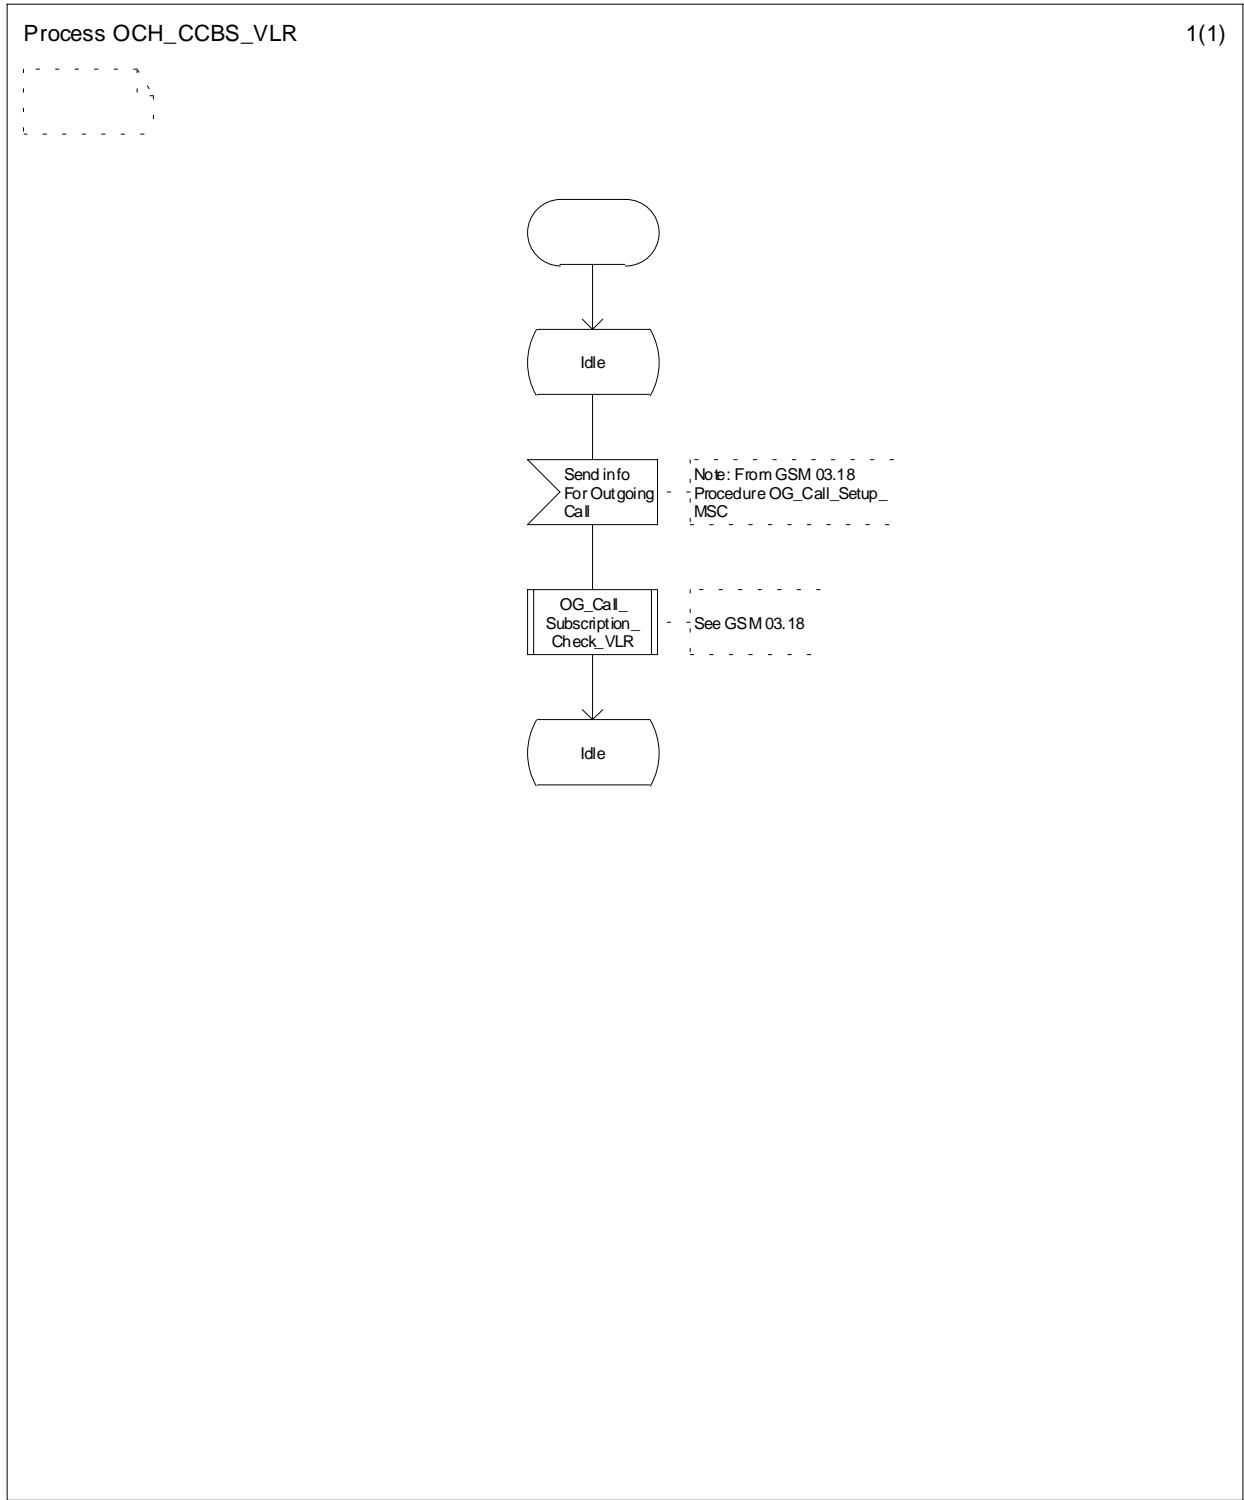 Process OCH_CCBS_VLR
1(1)
Idle
Send info
For Outgoing
Call
Note: From GSM 03.18
Procedure OG_Call_Setup_
MSC
OG_Call_
Subscription_
Check_VLR
See GSM 03.18
Idle